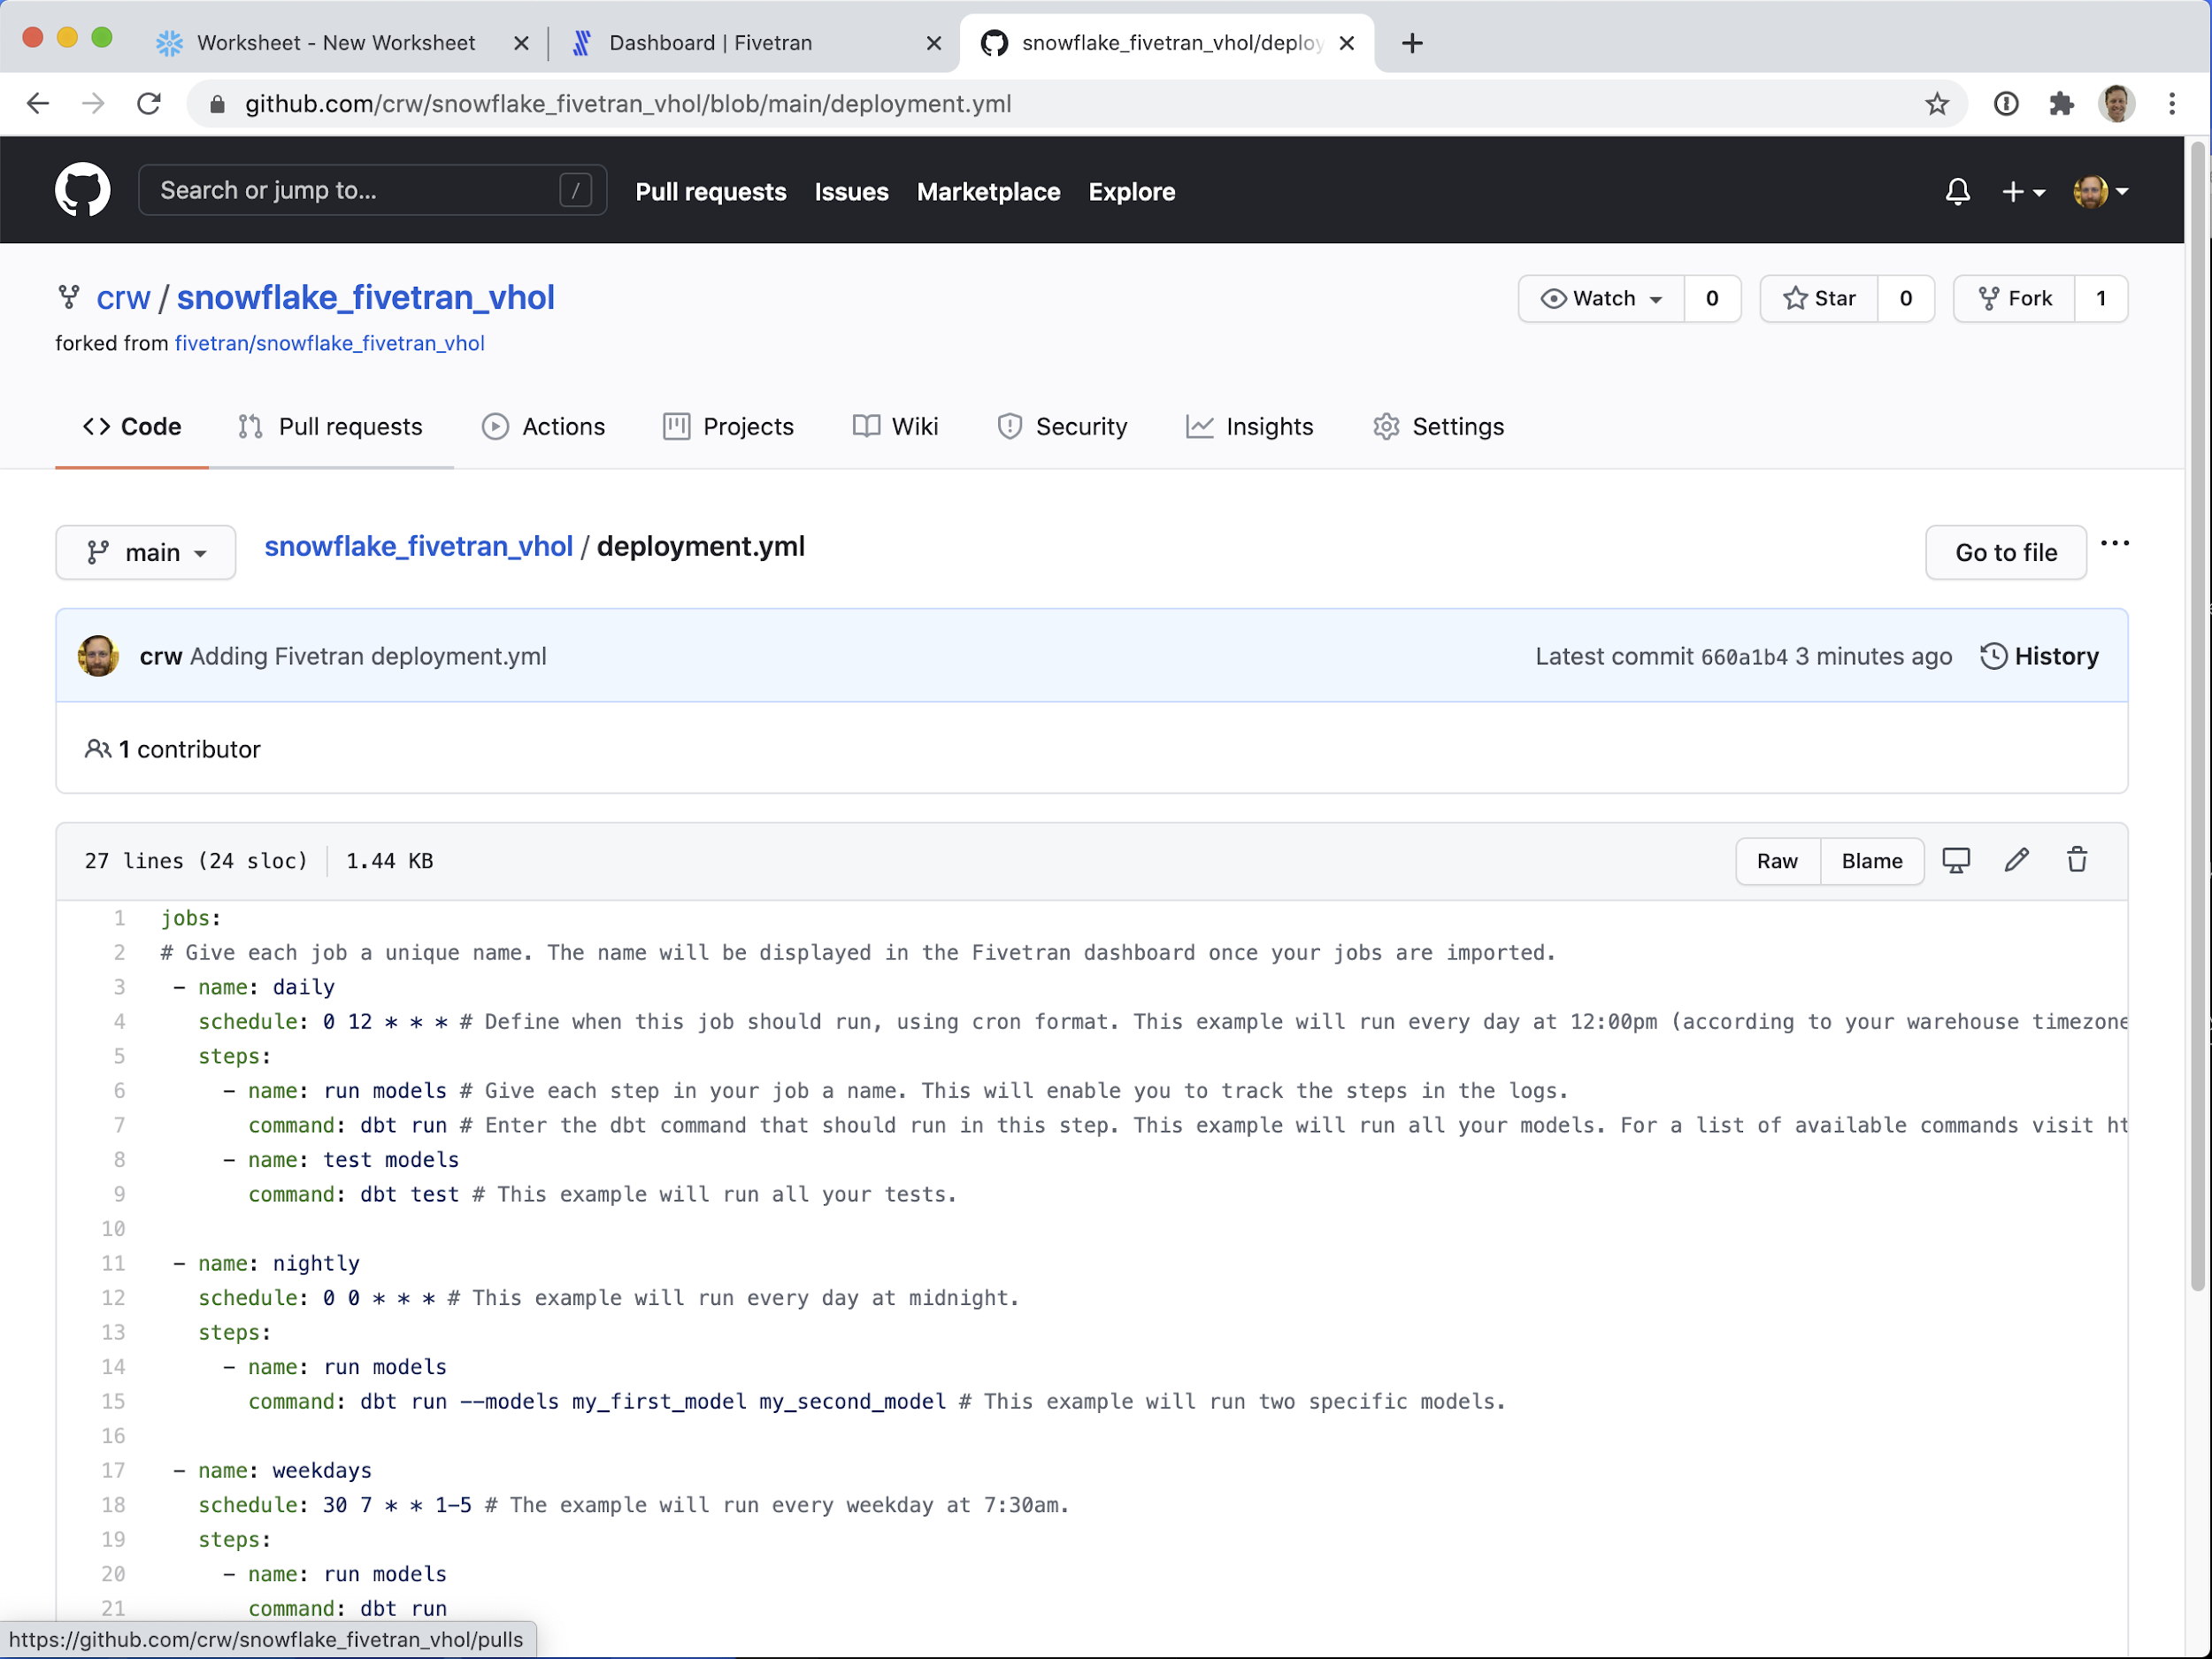 Worksheet - New Worksheet
Dashboard | Fivetran
snowflake_fivetran_vhol/deploy
github.com/crw/snowflake_fivetran_vhol/blob/main/deployment.yml
Search or jump to...
/
Pull requests
Issues
Marketplace
Explore
crw / snowflake_fivetran_vhol
Watch
0
Star
0
Fork
1
forked from fivetran/snowflake_fivetran_vhol
Code
Pull requests
Actions
Projects
Wiki
Security
Insights
Settings
main
snowflake_fivetran_vhol / deployment.yml
Go to file
crw Adding Fivetran deployment.yml
Latest commit 660a1b4 3 minutes ago
History
1 contributor
27 lines (24 sloc)
1.44 KB
Raw
Blame
1 jobs:
2 # Give each job a unique name. The name will be displayed in the Fivetran dashboard once your jobs are imported.
3 - name: daily
4 schedule: 0 12 * * * # Define when this job should run, using cron format. This example will run every day at 12:00pm (according to your warehouse timezone
5 steps:
6 - name: run models # Give each step in your job a name. This will enable you to track the steps in the logs.
7 command: dbt run # Enter the dbt command that should run in this step. This example will run all your models. For a list of available commands visit ht
8 - name: test models
9 command: dbt test # This example will run all your tests.
10
11 - name: nightly
12 schedule: 0 0 * * * # This example will run every day at midnight.
13 steps:
14 - name: run models
15 command: dbt run --models my_first_model my_second_model # This example will run two specific models.
16
17 - name: weekdays
18 schedule: 30 7 * * 1-5 # The example will run every weekday at 7:30am.
19 steps:
20 - name: run models
21 command: dbt run
https://github.com/crw/snowflake_fivetran_vhol/pulls